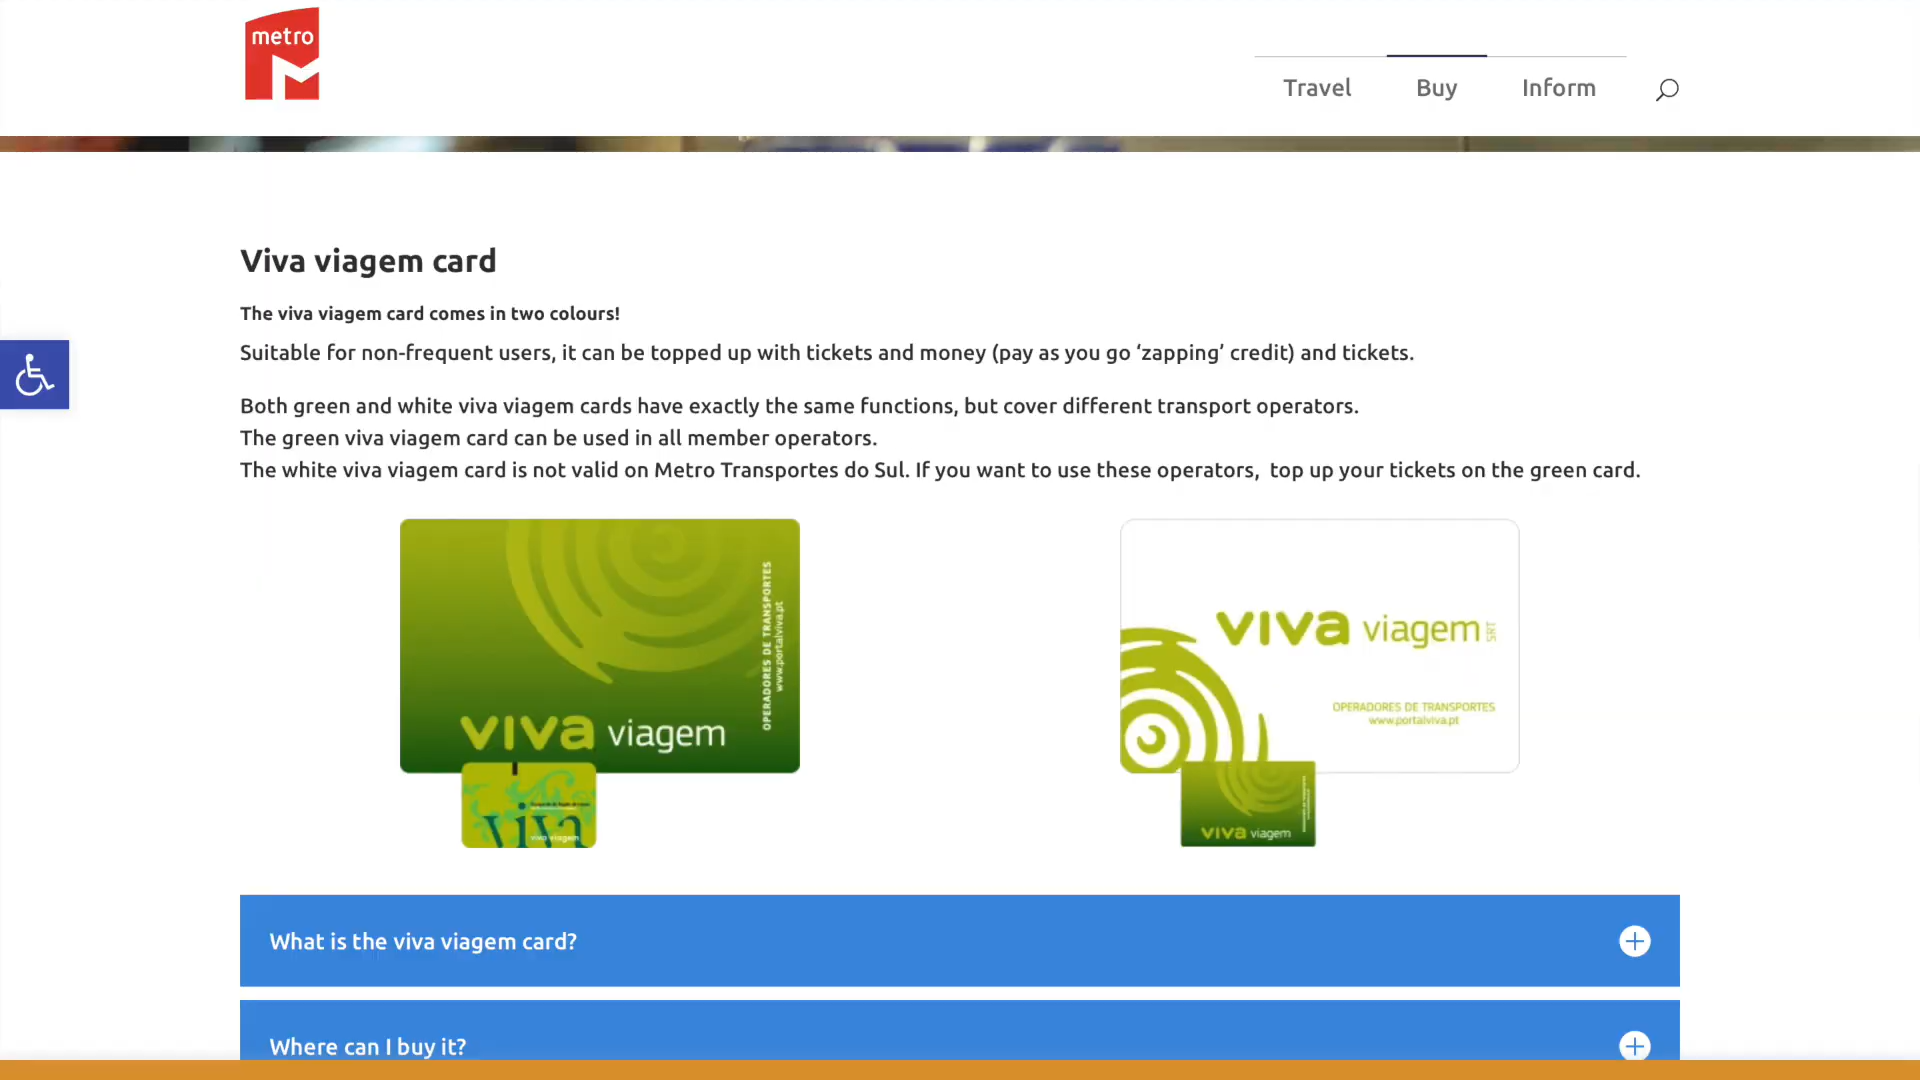 metro
Travel
Buy
Inform
Viva viagem card
The viva viagem card comes in two colours!
Suitable for non-frequent users, it can be topped up with tickets and money (pay as you go ‘zapping’ credit) and tickets.
Both green and white viva viagem cards have exactly the same functions, but cover different transport operators.
The green viva viagem card can be used in all member operators.
The white viva viagem card is not valid on Metro Transportes do Sul. If you want to use these operators,  top up your tickets on the green card.
OPERADORES DE TRANSPORTES
www.portalviva.pt
viva viagem
viva
viva viagem
viva viagem SRT
OPERADORES DE TRANSPORTES
www.portalviva.pt
viva viagem
What is the viva viagem card?
Where can I buy it?